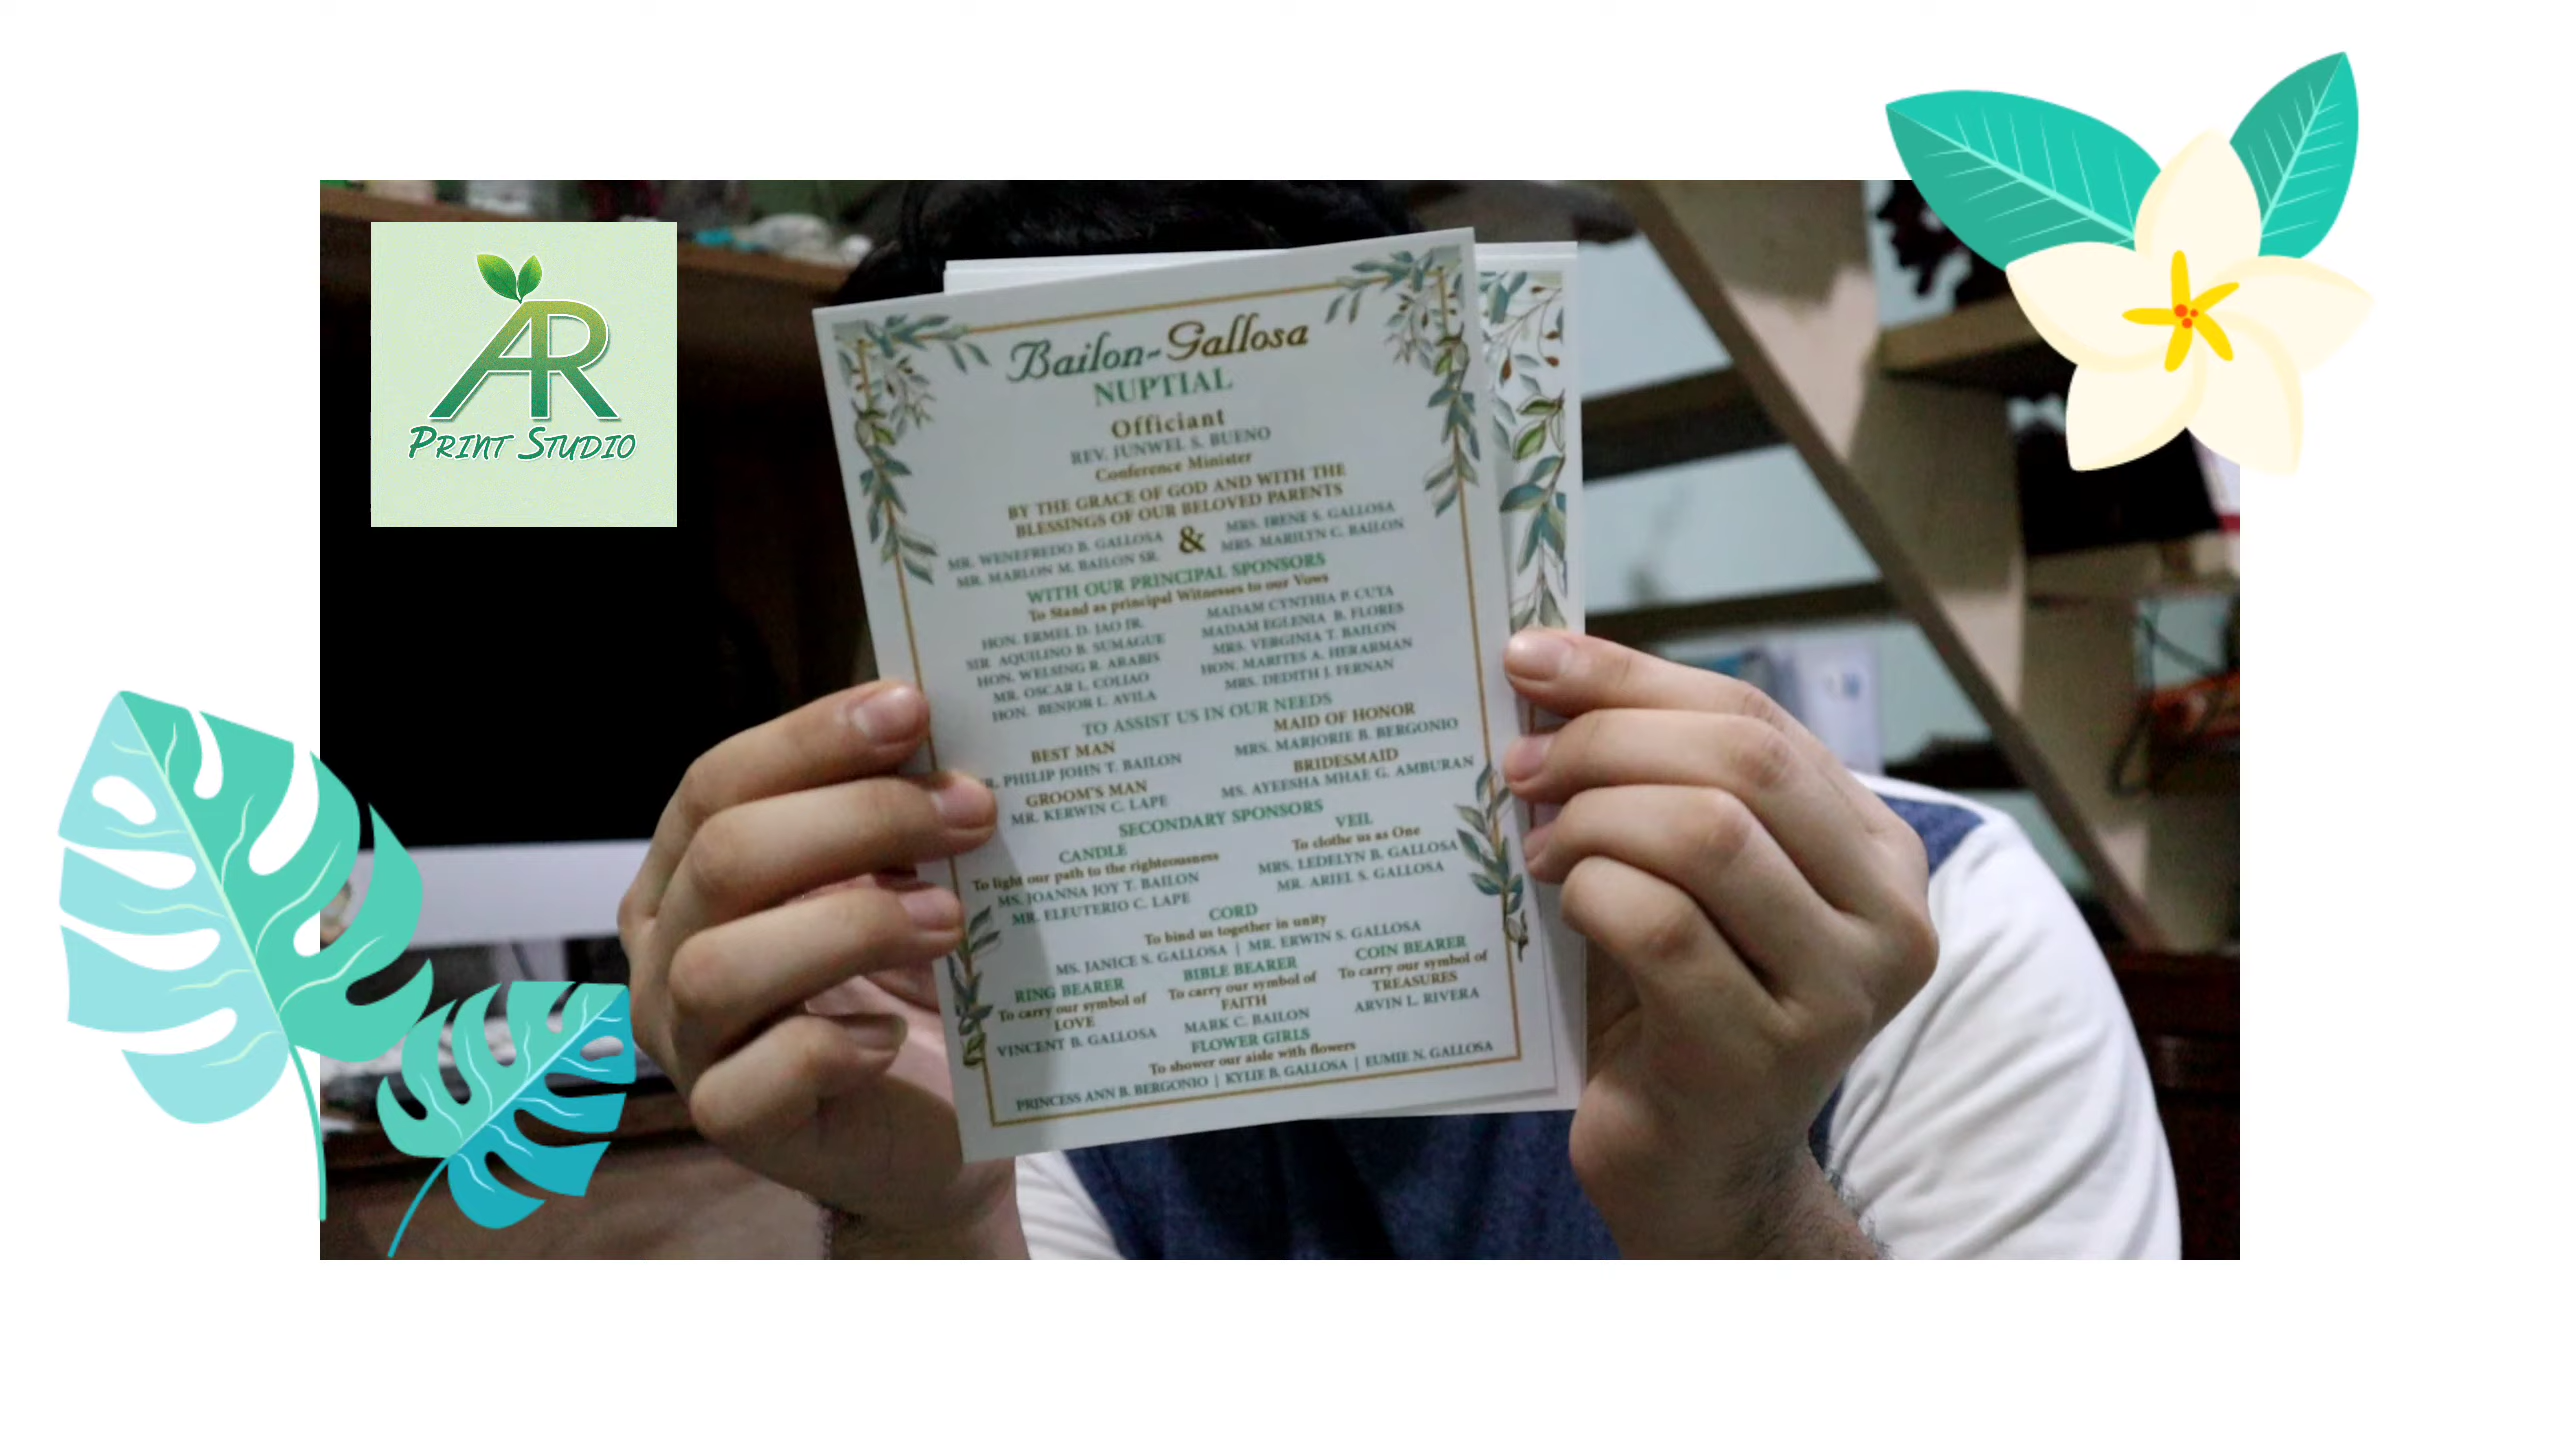 AR
PRINT STUDIO
Bailon-Gallosa
NUPTIAL
Officiant
REV. JUNWEL S. BUENO
Conference Minister
BY THE GRACE OF GOD AND WITH THE
BLESSINGS OF OUR BELOVED PARENTS
MR. WENEFREDO B. GALLOSA & MRS. IRENE S. GALLOSA
MR. MARLON M. BAILON SR. MRS. MARILYN C. BAILON
WITH OUR PRINCIPAL SPONSORS
To Stand as principal Witnesses to our Vows
HON. ERMEL D. JAO JR. MADAM CYNTHIA P. CUTA
SIR AQUILINO B. SUMAGUE MADAM EGLENIA B. FLORES
HON. WELSING R. ARABIS MRS. VERGINIA T. BAILON
MR. OSCAR L. COLIAO HON. MARITES A. HERARMAN
HON. BENJOR L. AVILA MRS. DEDITH J. FERNAN
TO ASSIST US IN OUR NEEDS
BEST MAN MAID OF HONOR
R. PHILIP JOHN T. BAILON MRS. MARJORIE B. BERGONIO
GROOM'S MAN BRIDESMAID
MR. KERWIN C. LAPE MS. AYEESHA MHAE G. AMBURAN
SECONDARY SPONSORS
CANDLE VEIL
To light our path to the righteousness To clothe us as One
MS. JOANNA JOY T. BAILON MRS. LEDELYN B. GALLOSA
MR. ELEUTERIO C. LAPE MR. ARIEL S. GALLOSA
CORD
To bind us together in unity
MS. JANICE S. GALLOSA | MR. ERWIN S. GALLOSA
RING BEARER BIBLE BEARER COIN BEARER
To carry our symbol of To carry our symbol of To carry our symbol of
LOVE FAITH TREASURES
VINCENT B. GALLOSA MARK C. BAILON ARVIN L. RIVERA
FLOWER GIRLS
To shower our aisle with flowers
PRINCESS ANN B. BERGONIO | KYLIE B. GALLOSA | EUMIE N. GALLOSA